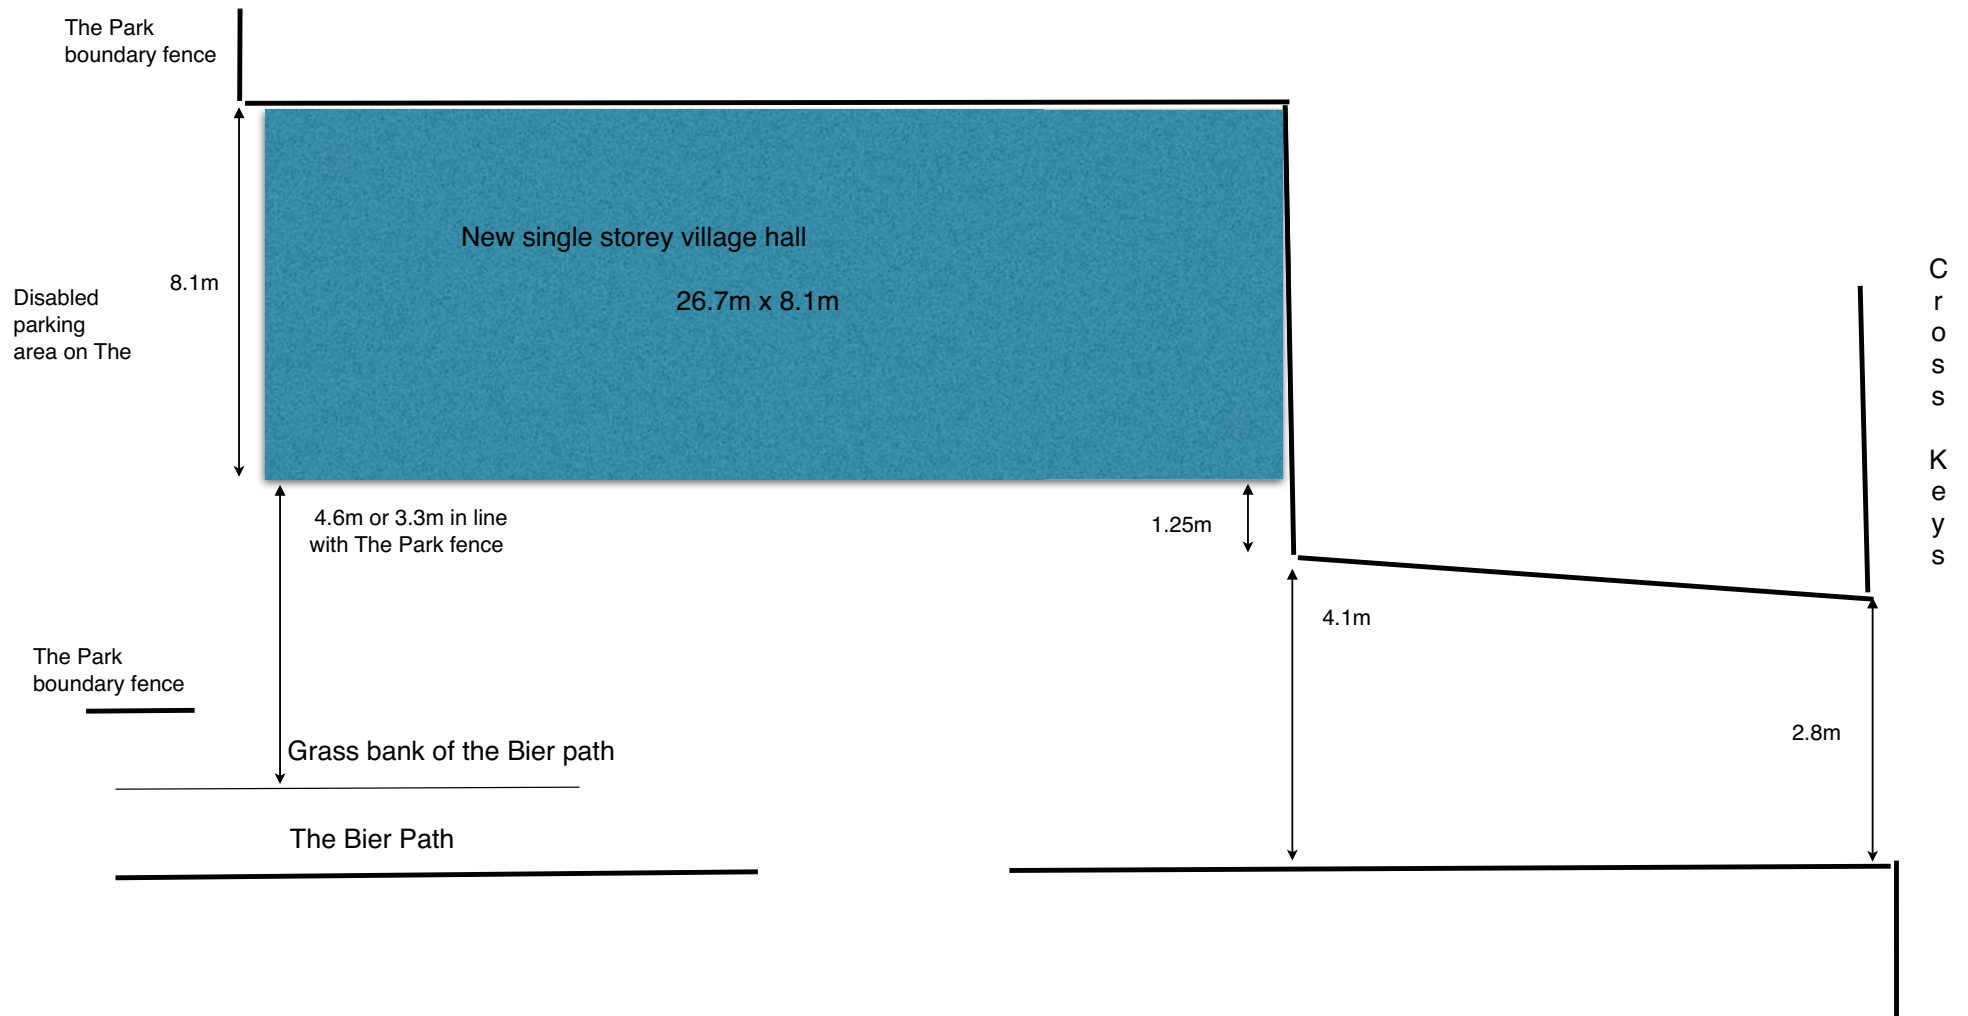 The Park
boundary fence
New single storey village hall
26.7m x 8.1m
8.1m
Disabled
parking
area on The
C
r
o
s
s
K
e
y
s
4.6m or 3.3m in line
with The Park fence
1.25m
4.1m
The Park
boundary fence
2.8m
Grass bank of the Bier path
The Bier Path